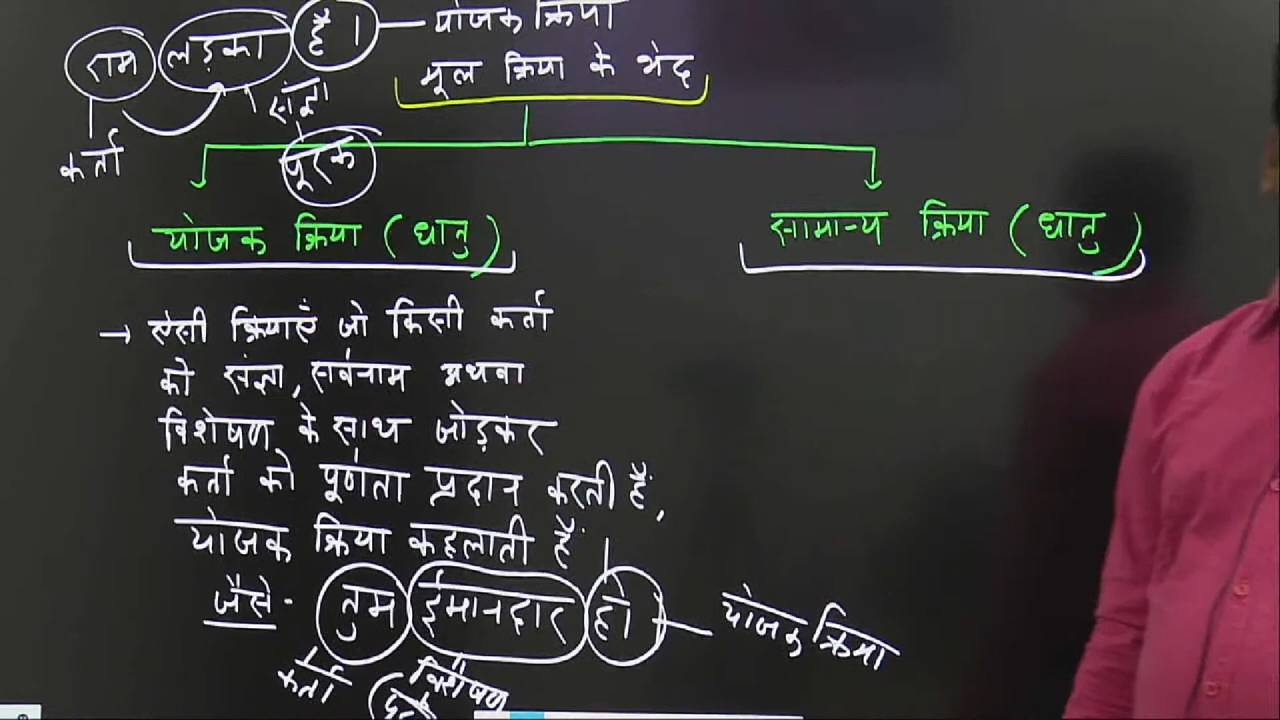 राम लड़का है। — योजक क्रिया
संज्ञा
मूल क्रिया के भेद
कर्ता
पूरक
योजक क्रिया (धातु)
सामान्य क्रिया (धातु)
→ ऐसी क्रियाएं जो किसी कर्ता
को संज्ञा, सर्वनाम अथवा
विशेषण के साथ जोड़कर
कर्ता को पूर्णता प्रदान करती हैं,
योजक क्रिया कहलाती हैं
जैसे- तुम ईमानदार हो — योजक क्रिया
कर्ता
विशेषण